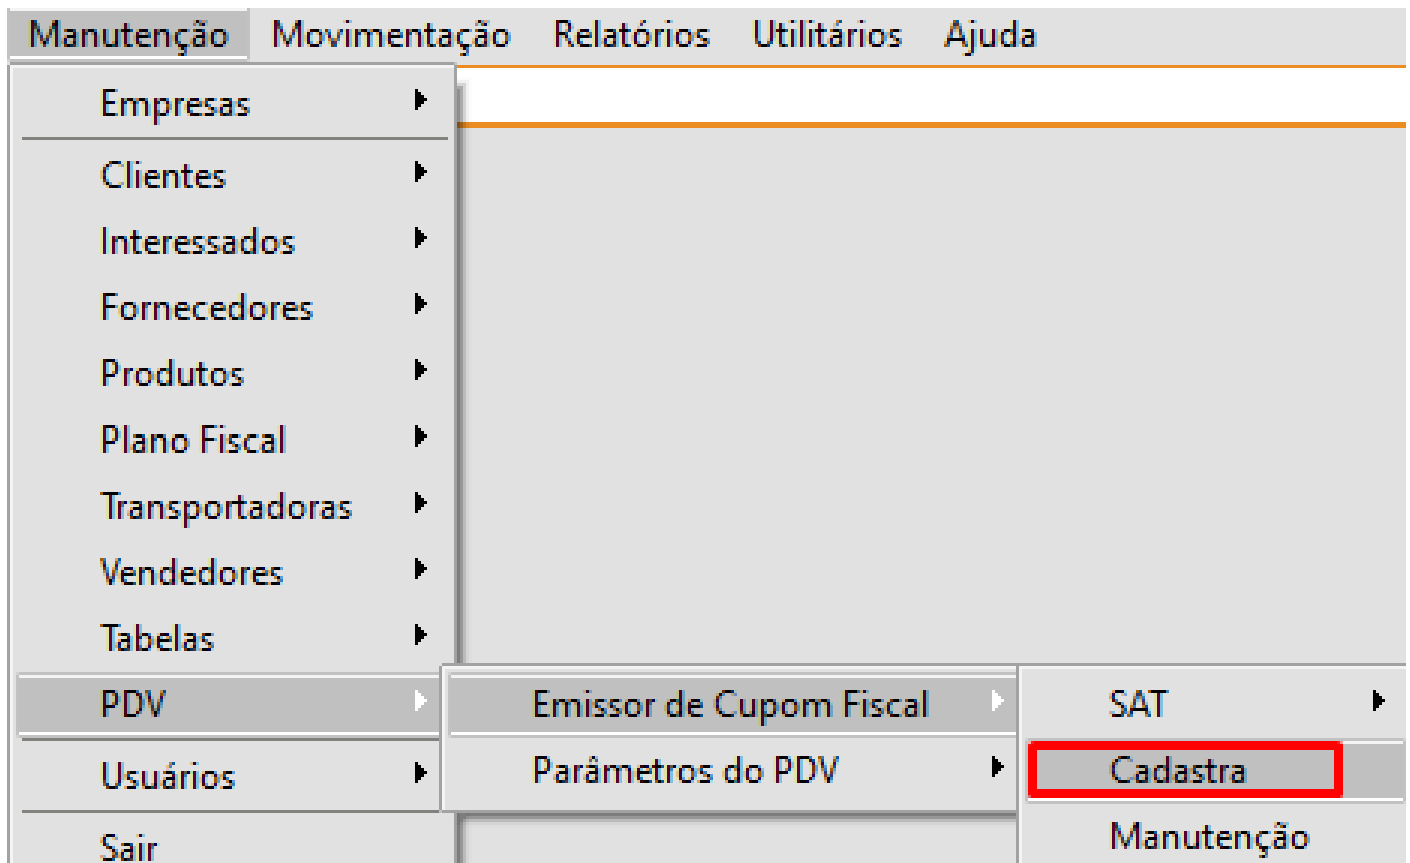 Manutenção Movimentação Relatórios Utilitários Ajuda
Empresas
Clientes
Interessados
Fornecedores
Produtos
Plano Fiscal
Transportadoras
Vendedores
Tabelas
PDV Emissor de Cupom Fiscal SAT
Usuários Parâmetros do PDV Cadastra
Sair Manutenção